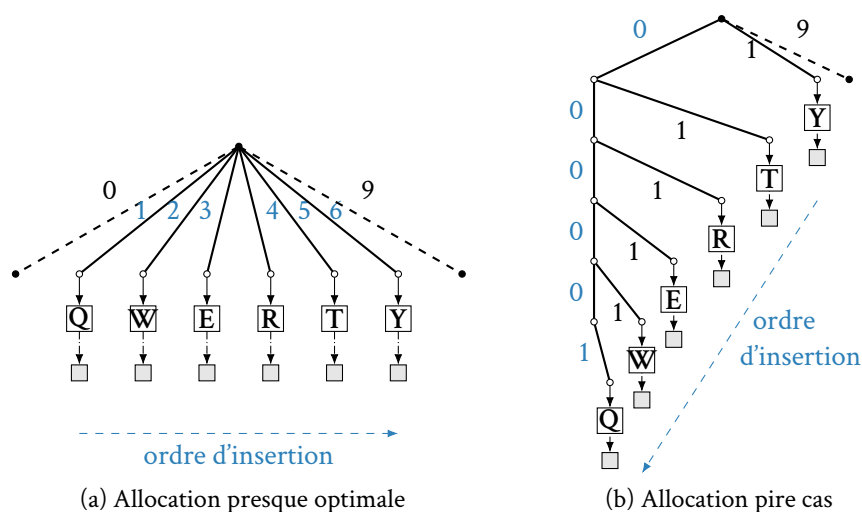 0 1 2 3 4 5 6 9
Q W E R T Y
ordre d'insertion
(a) Allocation presque optimale
0 1 9
Y
0 1
T
0 1
R
0 1
E
0 1
W
1
Q
ordre
d'insertion
(b) Allocation pire cas